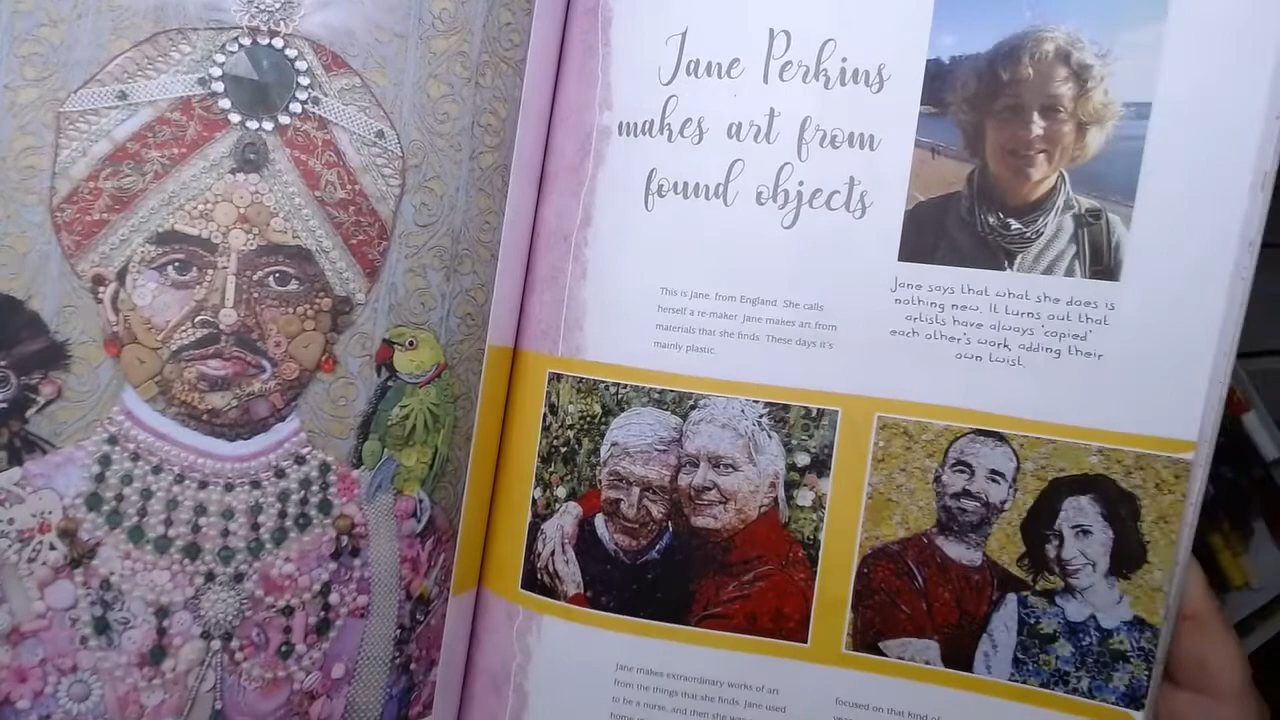 Jane Perkins
makes art from
found objects
This is Jane, from England. She calls
herself a re-maker. Jane makes art from
materials that she finds. These days it's
mainly plastic.
Jane says that what she does is
nothing new. It turns out that
artists have always 'copied'
each other's work, adding their
own twist.
Jane makes extraordinary works of art
from the things that she finds. Jane used
to be a nurse, and then she was
home
focused on that kind of